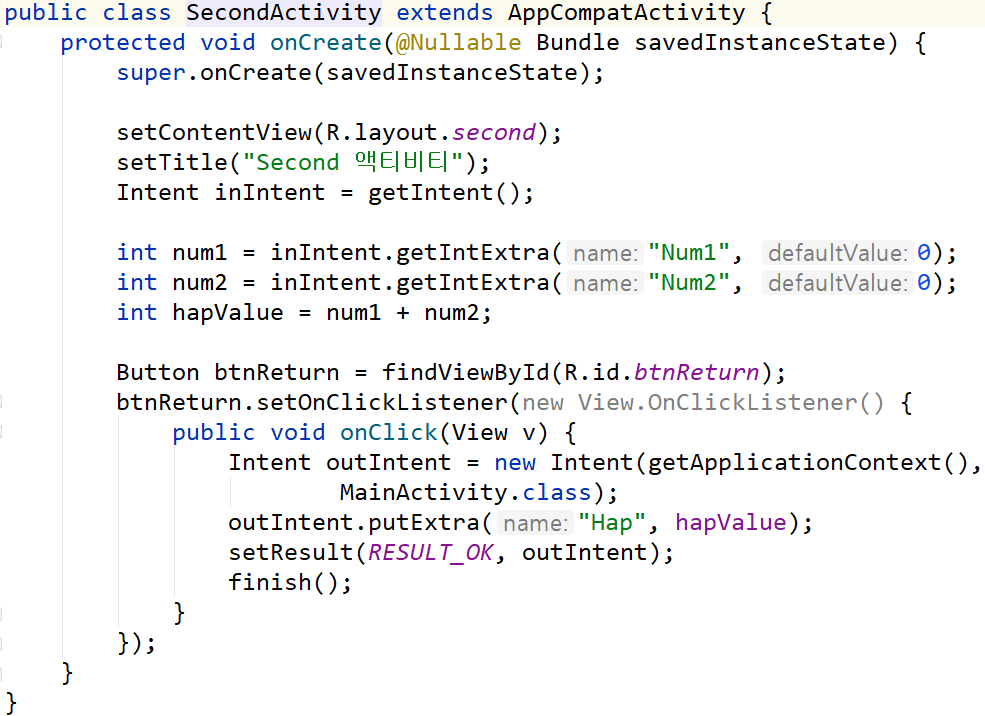 public class SecondActivity extends AppCompatActivity {
    protected void onCreate(@Nullable Bundle savedInstanceState) {
        super.onCreate(savedInstanceState);

        setContentView(R.layout.second);
        setTitle("Second 액티비티");
        Intent inIntent = getIntent();

        int num1 = inIntent.getIntExtra( name: "Num1", defaultValue: 0);
        int num2 = inIntent.getIntExtra( name: "Num2", defaultValue: 0);
        int hapValue = num1 + num2;

        Button btnReturn = findViewById(R.id.btnReturn);
        btnReturn.setOnClickListener(new View.OnClickListener() {
            public void onClick(View v) {
                Intent outIntent = new Intent(getApplicationContext(),
                        MainActivity.class);
                outIntent.putExtra( name: "Hap", hapValue);
                setResult(RESULT_OK, outIntent);
                finish();
            }
        });
    }
}